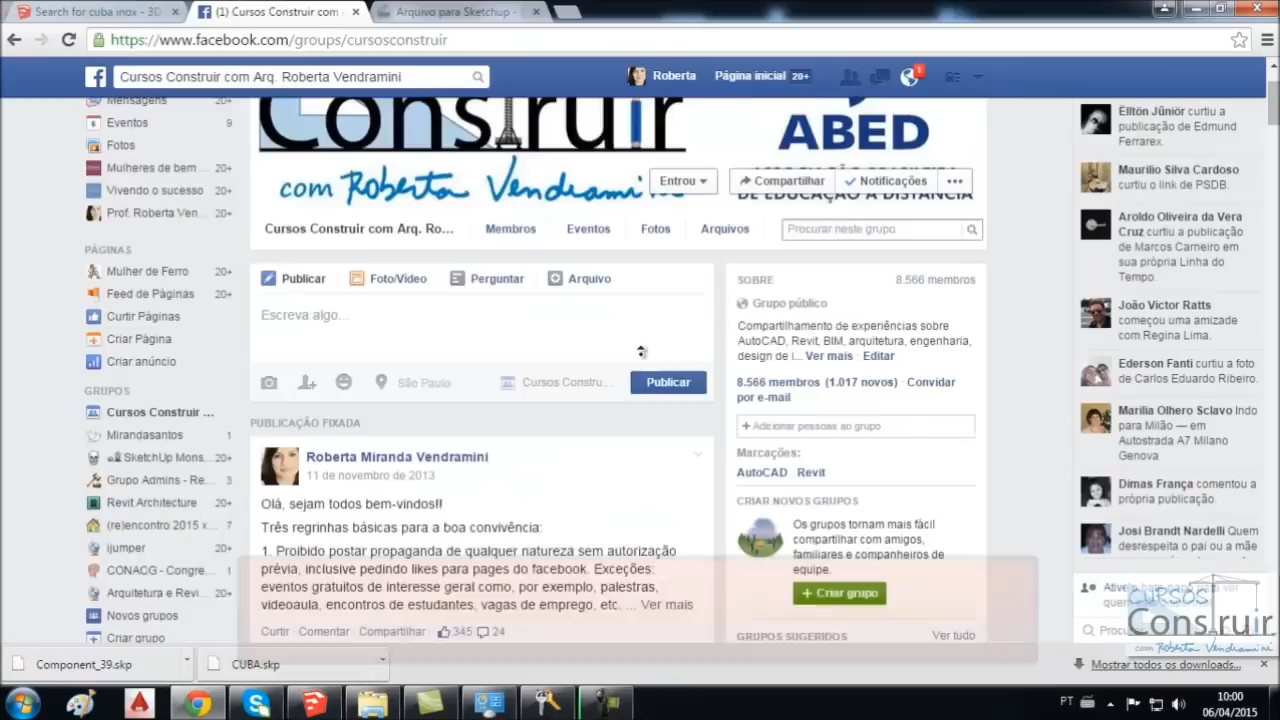 Search for cuba inox - 3D
(1) Cursos Construir com
Arquivo para Sketchup -
https://www.facebook.com/groups/cursosconstruir
Cursos Construir com Arq. Roberta Vendramini
Roberta
Página inicial 20+
1
Mensagens 20+
Eventos 9
Fotos
Mulheres de bem ... 20+
Vivendo o sucesso 20+
Prof. Roberta Ven... 20+
PÁGINAS
Mulher de Ferro 20+
Feed de Páginas 20+
Curtir Páginas
Criar Página
Criar anúncio
GRUPOS
Cursos Construir ...
Mirandasantos 1
SketchUp Mons... 20+
Grupo Admins - Re... 3
Revit Architecture 20+
(re)encontro 2015 x... 7
ijumper 20+
CONACG - Congre... 20+
Arquitetura e Revi... 20+
Novos grupos
Criar grupo
Construir
com Roberta Vendramini
ABED
DE EDUCAÇÃO A DISTÂNCIA
Entrou
Compartilhar
Notificações
Cursos Construir com Arq. Ro...
Membros
Eventos
Fotos
Arquivos
Procurar neste grupo
Publicar
Foto/Vídeo
Perguntar
Arquivo
Escreva algo...
São Paulo
Cursos Constru...
Publicar
PUBLICAÇÃO FIXADA
Roberta Miranda Vendramini
11 de novembro de 2013
Olá, sejam todos bem-vindos!!
Três regrinhas básicas para a boa convivência:
1. Proibido postar propaganda de qualquer natureza sem autorização
prévia, inclusive pedindo likes para pages do facebook. Exceções:
eventos gratuitos de interesse geral como, por exemplo, palestras,
videoaula, encontros de estudantes, vagas de emprego, etc. ... Ver mais
Curtir · Comentar · Compartilhar · 345 24
SOBRE 8.566 membros
Grupo público
Compartilhamento de experiências sobre
AutoCAD, Revit, BIM, arquitetura, engenharia,
design de i... Ver mais · Editar
8.566 membros (1.017 novos) · Convidar
por e-mail
+ Adicionar pessoas ao grupo
Marcações:
AutoCAD Revit
CRIAR NOVOS GRUPOS
Os grupos tornam mais fácil
compartilhar com amigos,
familiares e companheiros de
equipe.
+ Criar grupo
GRUPOS SUGERIDOS Ver tudo
Ellton Júnior curtiu a
publicação de Edmund
Ferrarex.
Maurilio Silva Cardoso
curtiu o link de PSDB.
Aroldo Oliveira da Vera
Cruz curtiu a publicação
de Marcos Carneiro em
sua própria Linha do
Tempo.
João Victor Ratts
começou uma amizade
com Regina Lima.
Ederson Fanti curtiu a foto
de Carlos Eduardo Ribeiro.
Marilia Olhero Sclavo Indo
para Milão — em
Autostrada A7 Milano
Genova
Dimas França comentou a
própria publicação.
Josi Brandt Nardelli Quem
desrespeita o pai ou a mãe
CURSOS
Construir
com Roberta Vendramini
Component_39.skp
CUBA.skp
Mostrar todos os downloads...
PT
10:00
06/04/2015